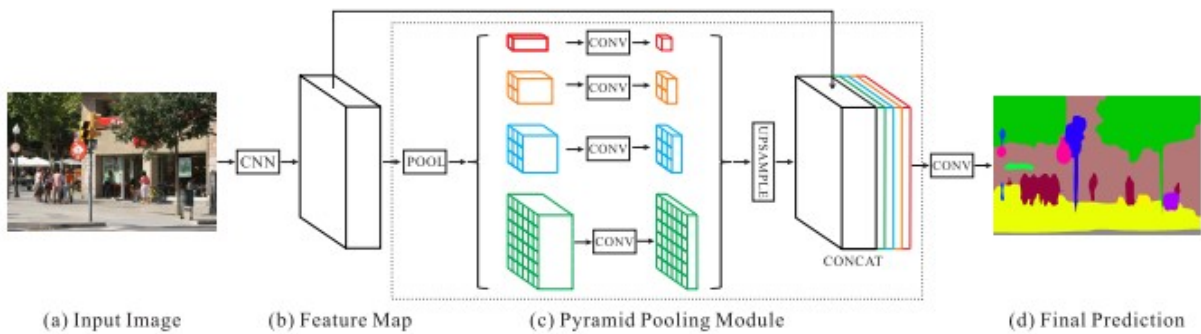 CNN
POOL
CONV
CONV
CONV
CONV
UPSAMPLE
CONCAT
CONV
(a) Input Image
(b) Feature Map
(c) Pyramid Pooling Module
(d) Final Prediction